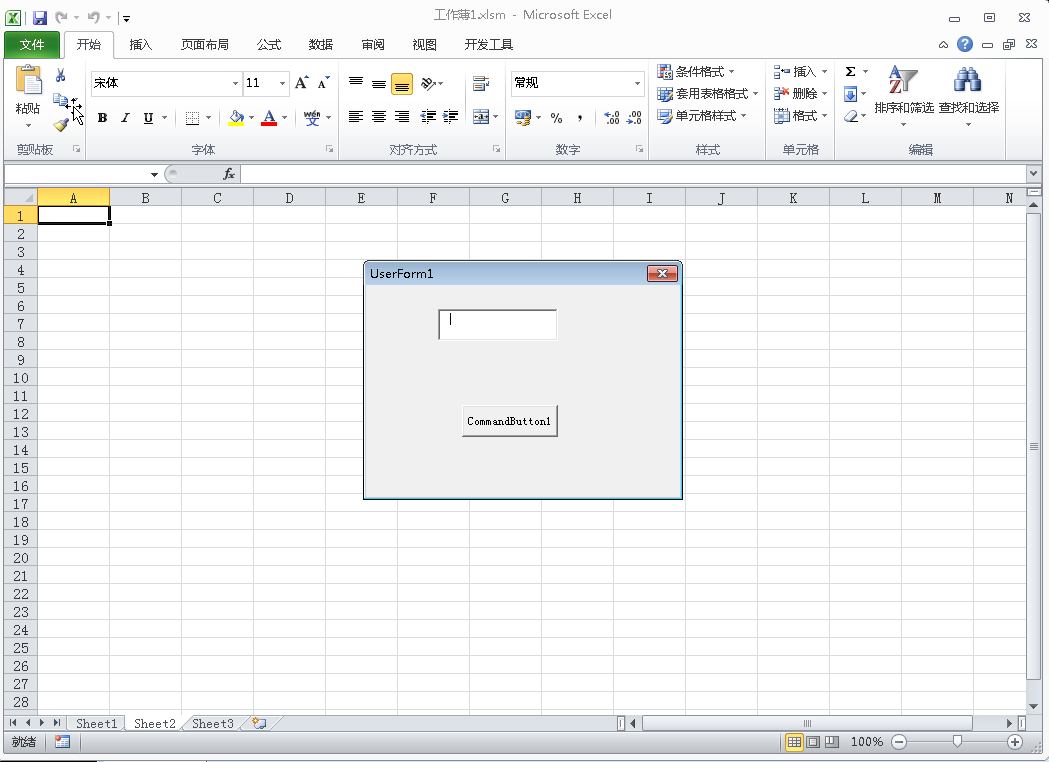 工作薄1.xlsm - Microsoft Excel
文件 开始 插入 页面布局 公式 数据 审阅 视图 开发工具
宋体 11 常规 条件格式 插入 Σ
粘贴 套用表格格式 删除 排序和筛选 查找和选择
B I U A wén 文 % , 单元格样式 格式
剪贴板 字体 对齐方式 数字 样式 单元格 编辑
fx
A B C D E F G H I J K L M N
1
2
3
4
UserForm1
5
6
7
8
9
10
11
12
CommandButton1
13
14
15
16
17
18
19
20
21
22
23
24
25
26
27
28
Sheet1 Sheet2 Sheet3
就绪 100%